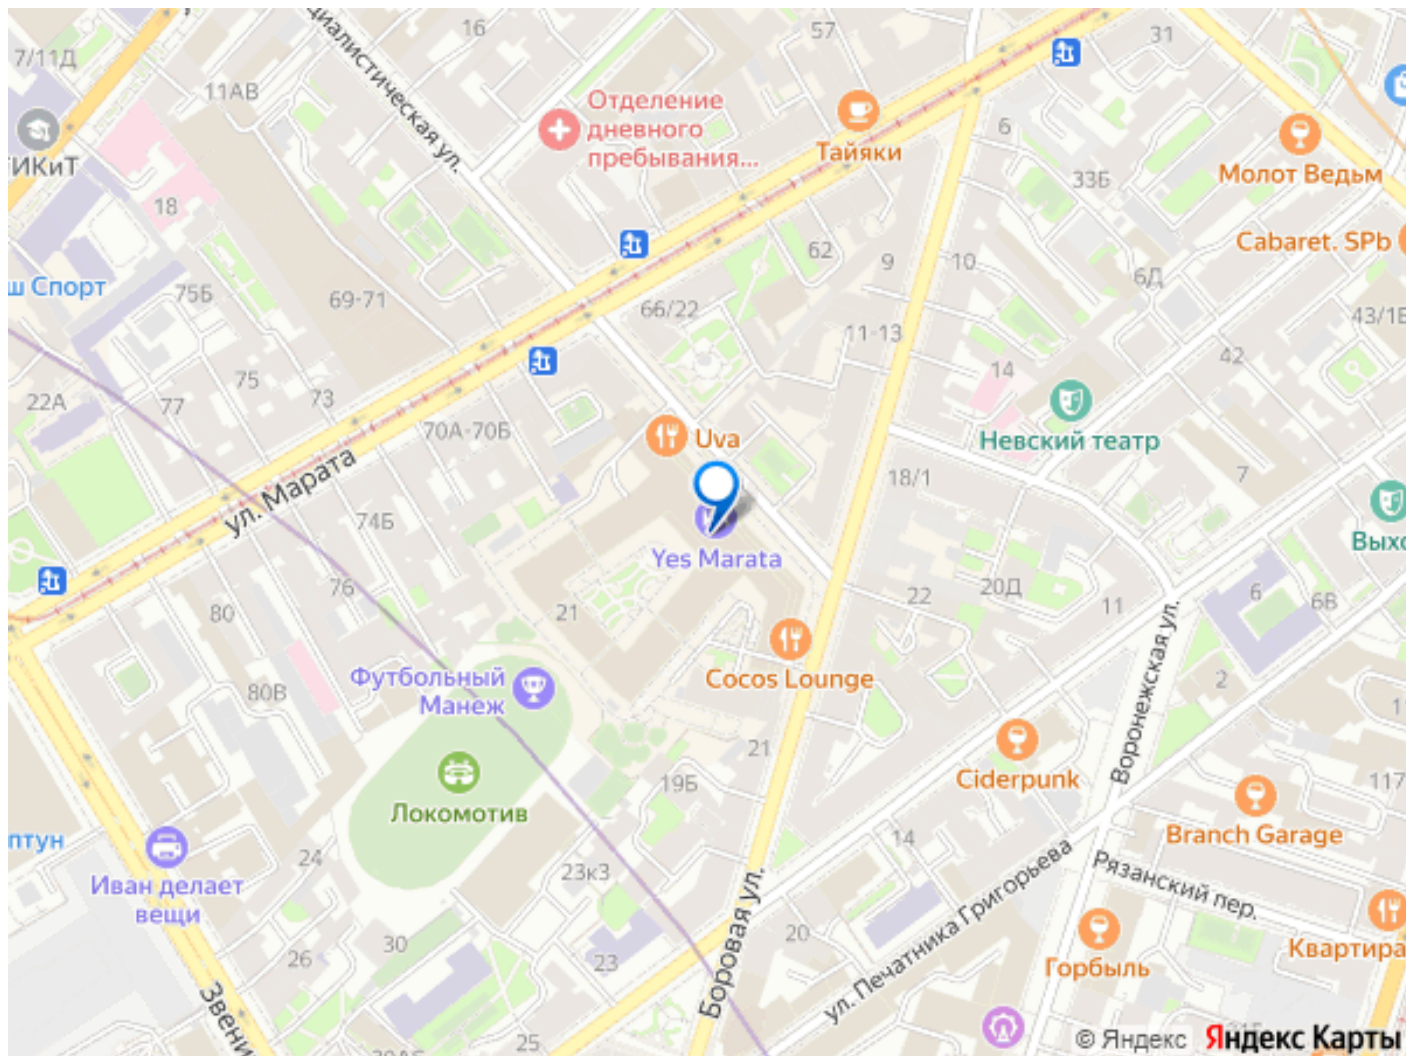 16
57
31
7/11Д
циалистическая ул.
11АВ
Отделение
дневного
пребывания...
Тайяки
6
Молот Ведьм
ИКиТ
33Б
18
Cabaret. SPb
62
9
10
6Д
ш Спорт
75Б
69-71
66/22
11-13
43/1В
42
14
75
73
22А
77
70А-70Б
Uva
Невский театр
18/1
7
ул. Марата
74Б
Yes Marata
Выхо
76
21
22
20Д
11
6
6В
80
Воронежская ул.
Футбольный
Манеж
80В
Cocos Lounge
2
21
19Б
Ciderpunk
117
Локомотив
птун
Branch Garage
14
24
23к3
Иван делает
вещи
Рязанский пер.
ул. Печатника Григорьева
Боровая ул.
30
20
26
23
Квартира
Горбыль
Звени
25
© Яндекс Яндекс Карты